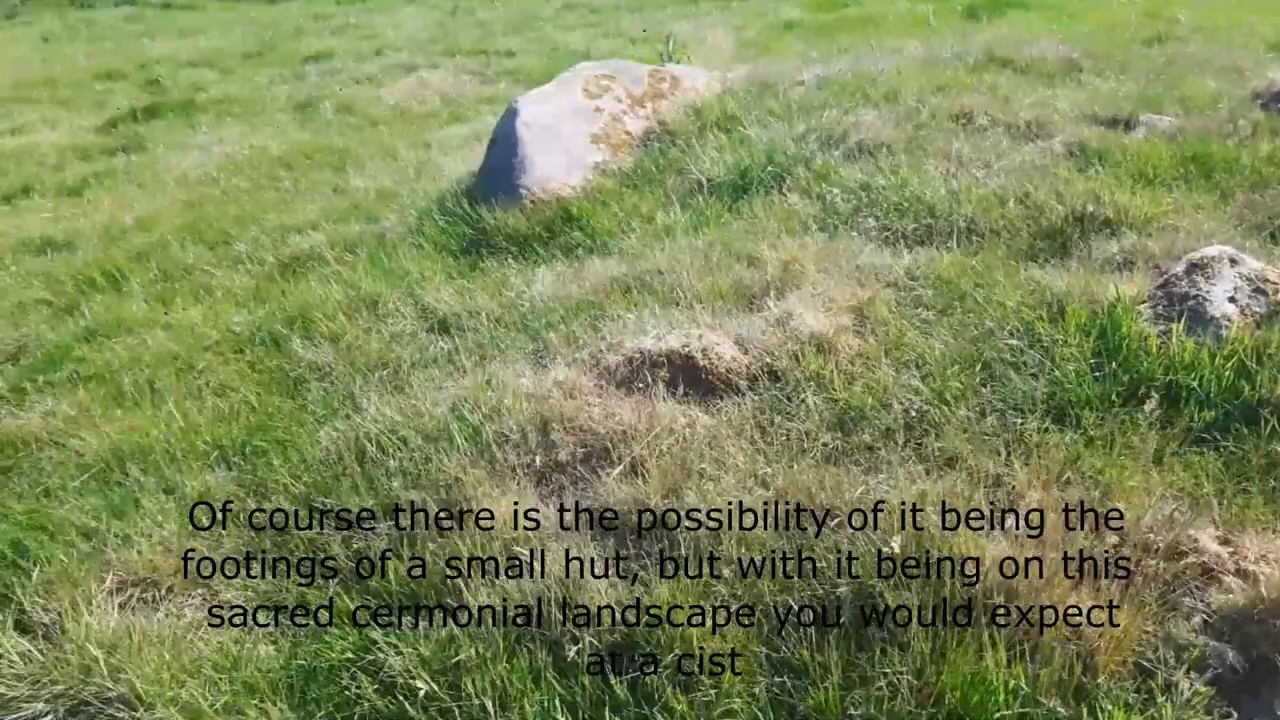 Of course there is the possibility of it being the
footings of a small hut, but with it being on this
sacred cermonial landscape you would expect
at a cist